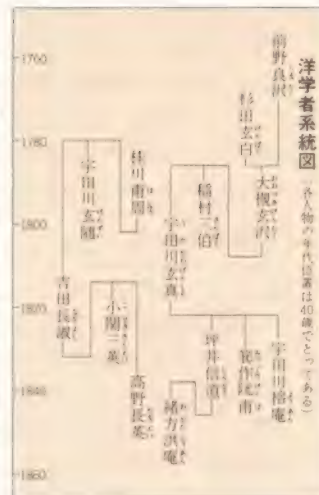 洋学者系統図
(各人物の年代位置は40歳でとってある)
前野良沢
杉田玄白
大槻玄沢
稲村三伯
宇田川玄真
桂川甫周
宇田川玄随
吉田長淑
小関三英
高野長英
坪井信道
緒方洪庵
箕作阮甫
宇田川榕庵
1760
1780
1800
1820
1840
1860